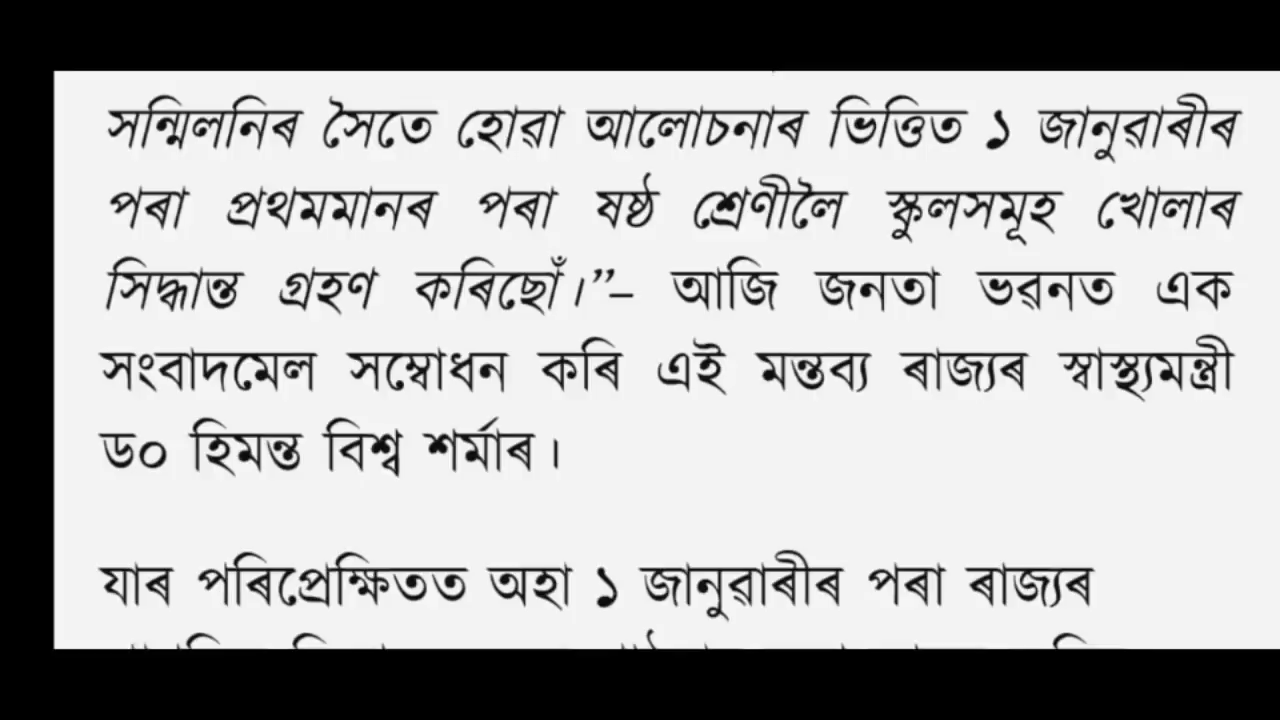 সন্মিলনিৰ সৈতে হোৱা আলোচনাৰ ভিত্তিত ১ জানুৱাৰীৰ
পৰা প্ৰথমমানৰ পৰা ষষ্ঠ শ্ৰেণীলৈ স্কুলসমূহ খোলাৰ
সিদ্ধান্ত গ্ৰহণ কৰিছোঁ।”– আজি জনতা ভৱনত এক
সংবাদমেল সম্বোধন কৰি এই মন্তব্য ৰাজ্যৰ স্বাস্থ্যমন্ত্ৰী
ড০ হিমন্ত বিশ্ব শৰ্মাৰ।
যাৰ পৰিপ্ৰেক্ষিতত অহা ১ জানুৱাৰীৰ পৰা ৰাজ্যৰ